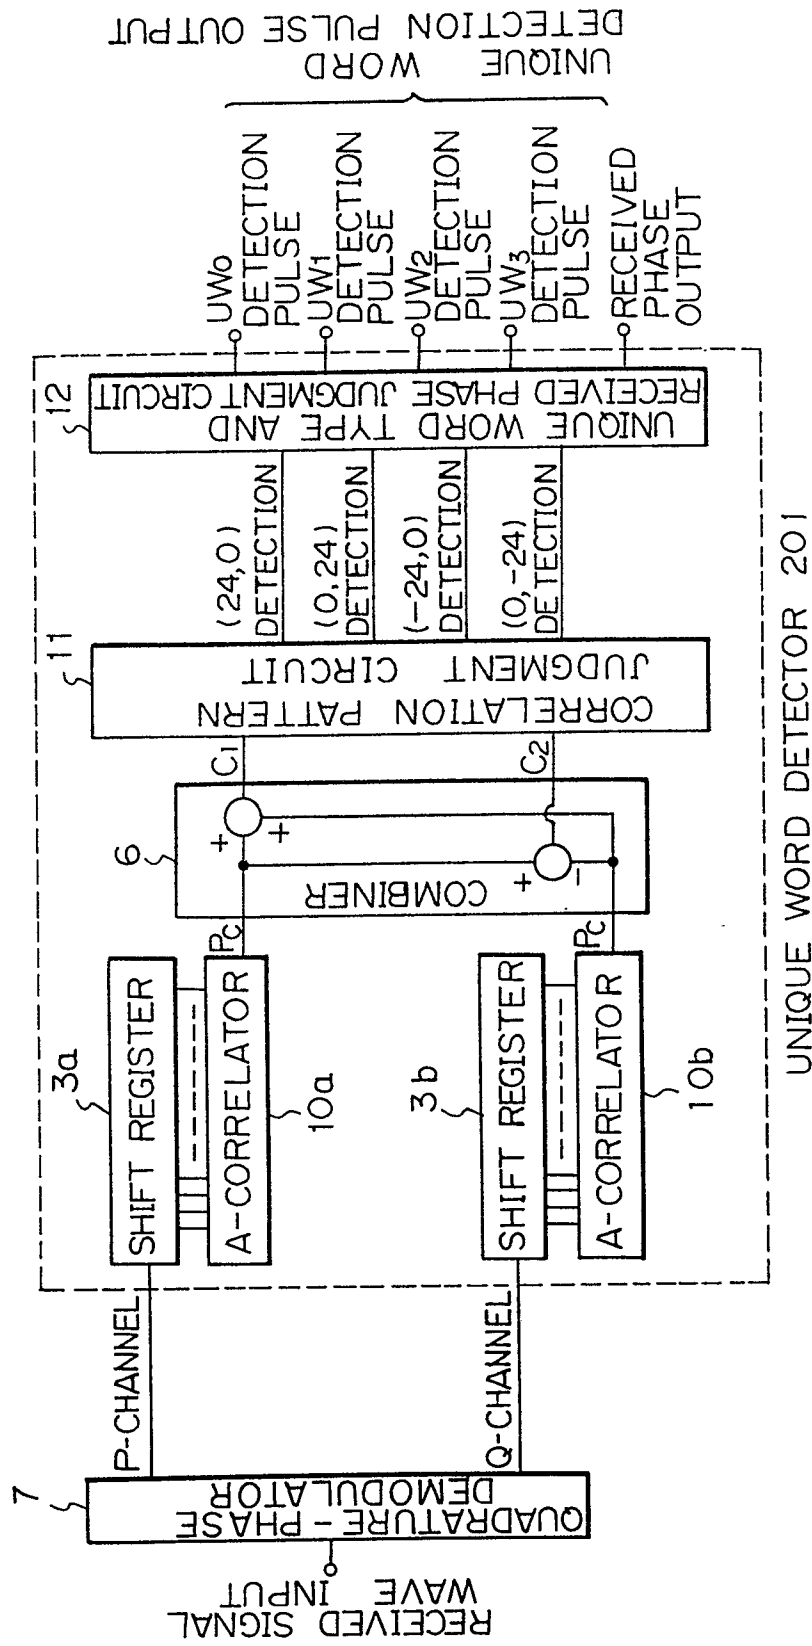 RECEIVED SIGNAL
WAVE INPUT
7
QUADRATURE-PHASE
DEMODULATOR
P-CHANNEL
Q-CHANNEL
3a
SHIFT REGISTER
A-CORRELATOR
10a
Pc
3b
SHIFT REGISTER
A-CORRELATOR
10b
Pc
6
COMBINER
+
+
+
-
C1
C2
11
CORRELATION PATTERN
JUDGMENT CIRCUIT
(24,0)
DETECTION
(0,24)
DETECTION
(-24,0)
DETECTION
(0,-24)
DETECTION
12
UNIQUE WORD TYPE AND
RECEIVED PHASE JUDGMENT CIRCUIT
UW0
DETECTION
PULSE
UW1
DETECTION
PULSE
UW2
DETECTION
PULSE
UW3
DETECTION
PULSE
RECEIVED
PHASE
OUTPUT
UNIQUE WORD
DETECTION PULSE OUTPUT
UNIQUE WORD DETECTOR 201